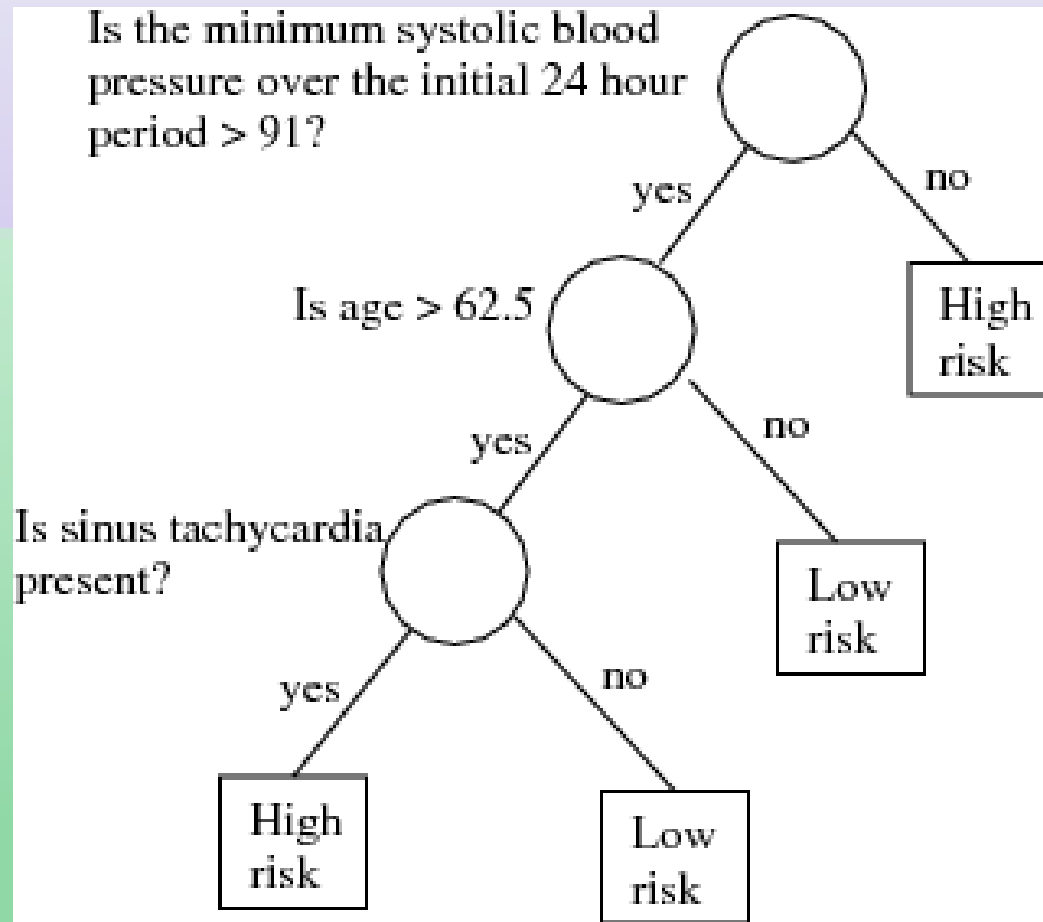 Is the minimum systolic blood
pressure over the initial 24 hour
period > 91?
yes
no
Is age > 62.5
High
risk
yes
no
Is sinus tachycardia
present?
Low
risk
yes
no
High
risk
Low
risk